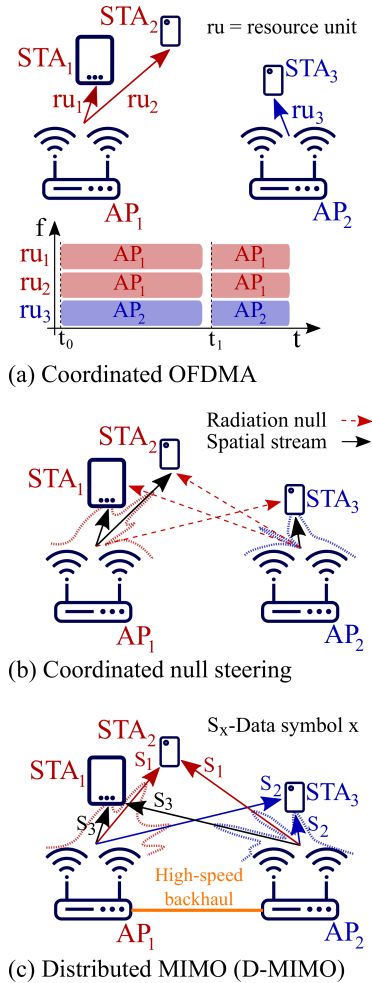 STA2
ru = resource unit
STA1
STA3
ru1
ru2
ru3
AP1
AP2
f
ru1 AP1 AP1
ru2 AP1 AP1
ru3 AP2 AP2
t0 t1 t
(a) Coordinated OFDMA
Radiation null
Spatial stream
STA2
STA1
STA3
AP1
AP2
(b) Coordinated null steering
Sx-Data symbol x
STA2
STA1
S1 S1
S2
STA3
S3 S3
S2
High-speed
backhaul
AP1
AP2
(c) Distributed MIMO (D-MIMO)